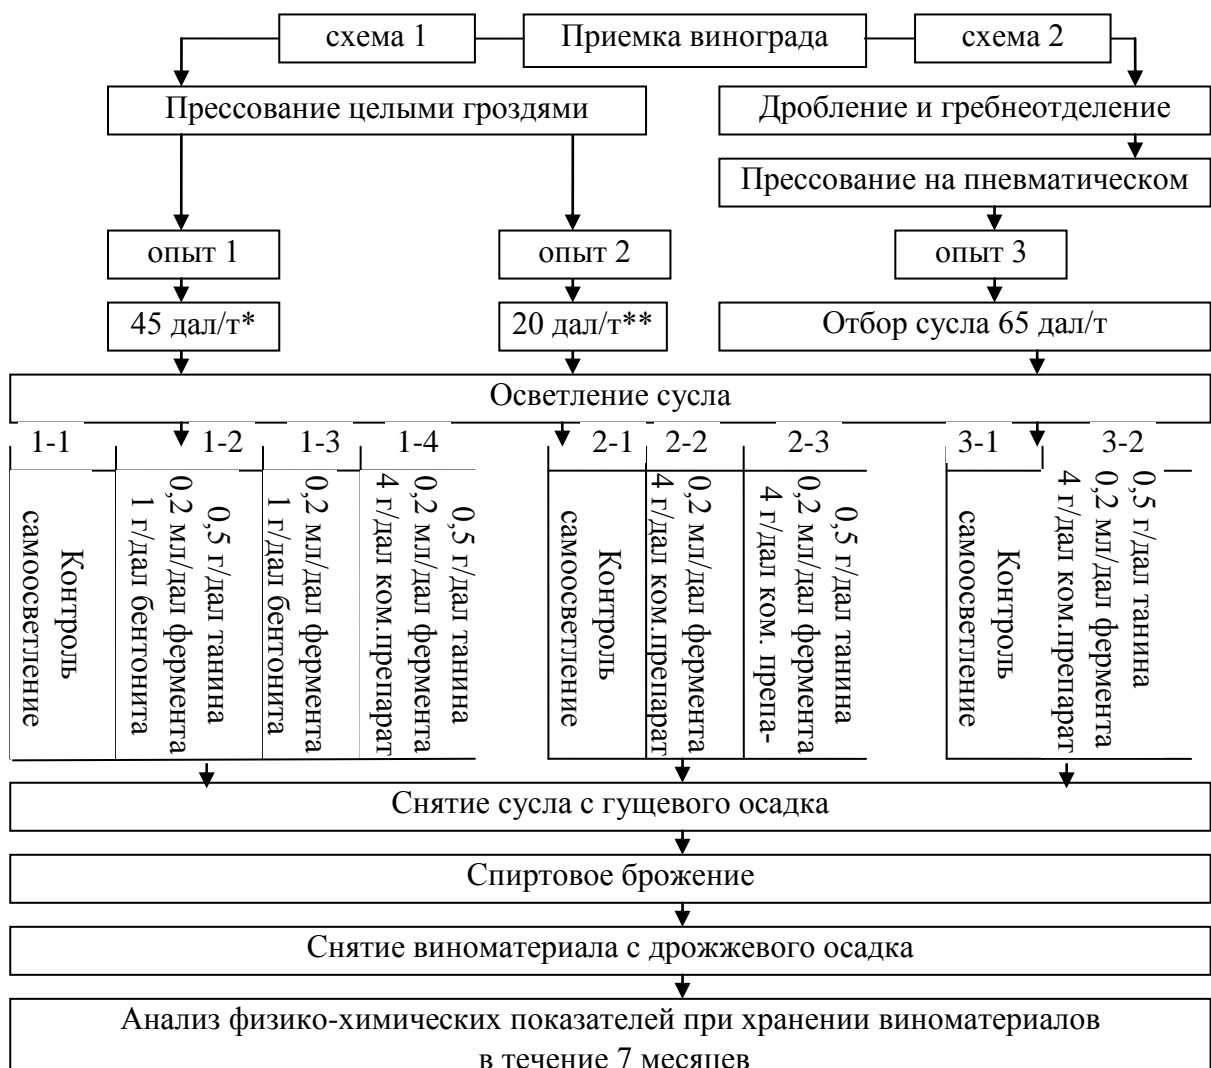 схема 1
Приемка винограда
схема 2
Прессование целыми гроздями
Дробление и гребнеотделение
Прессование на пневматическом
опыт 1
опыт 2
опыт 3
45 дал/т*
20 дал/т**
Отбор сусла 65 дал/т
Осветление сусла
1-1
1-2
1-3
1-4
2-1
2-2
2-3
3-1
3-2
Контроль
самоосветление
0,5 г/дал танина
0,2 мл/дал фермента
1 г/дал бентонита
0,2 мл/дал фермента
1 г/дал бентонита
0,5 г/дал танина
0,2 мл/дал фермента
4 г/дал ком.препарат
Контроль
самоосветление
0,2 мл/дал фермента
4 г/дал ком.препарат
0,5 г/дал танина
0,2 мл/дал фермента
4 г/дал ком. препа-
Контроль
самоосветление
0,5 г/дал танина
0,2 мл/дал фермента
4 г/дал ком.препарат
Снятие сусла с гущевого осадка
Спиртовое брожение
Снятие виноматериала с дрожжевого осадка
Анализ физико-химических показателей при хранении виноматериалов
в течение 7 месяцев